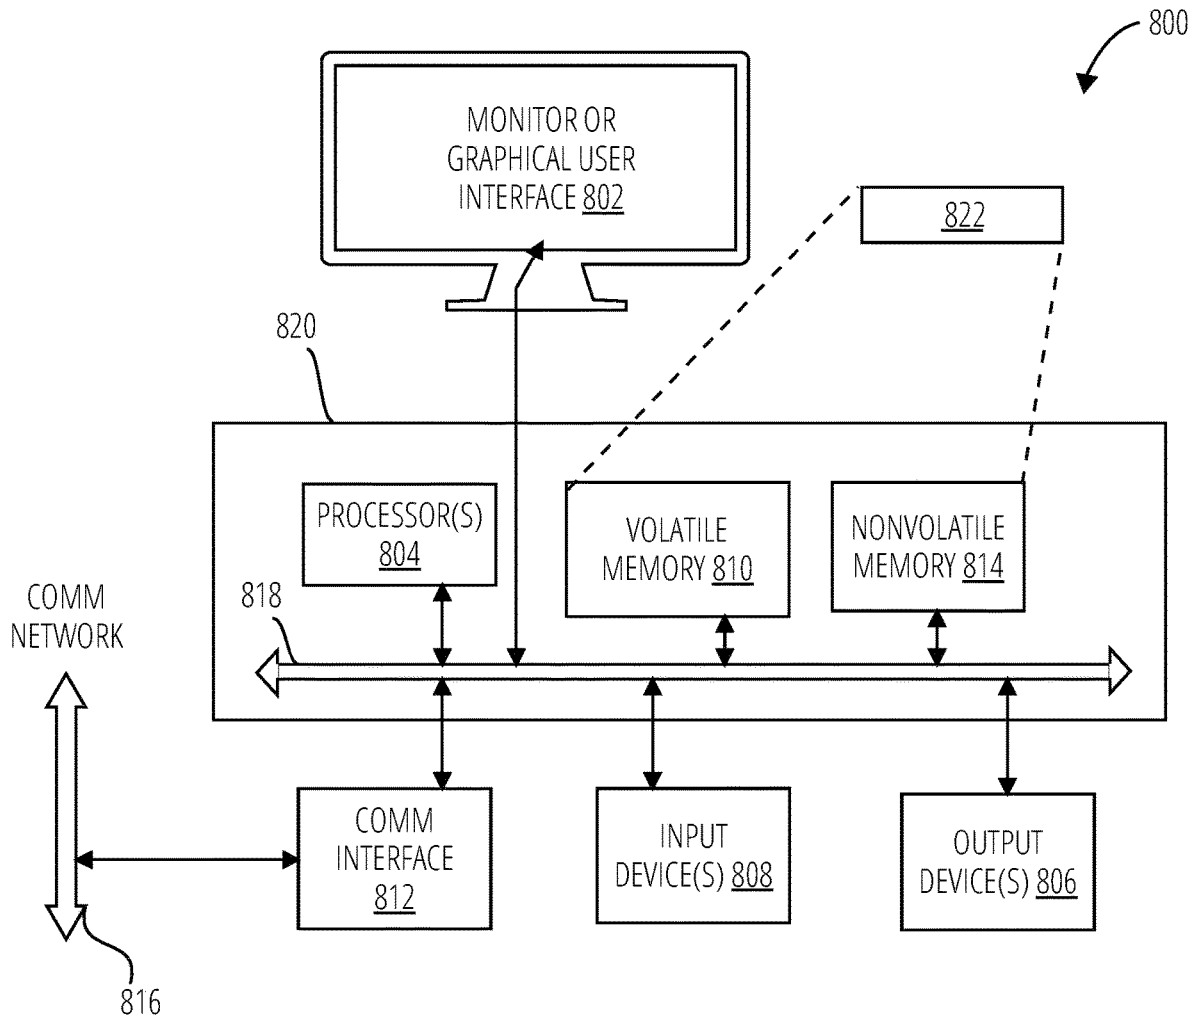 800
MONITOR OR
GRAPHICAL USER
INTERFACE 802
822
820
PROCESSOR(S)
804
VOLATILE
MEMORY 810
NONVOLATILE
MEMORY 814
818
COMM
NETWORK
COMM
INTERFACE
812
INPUT
DEVICE(S) 808
OUTPUT
DEVICE(S) 806
816